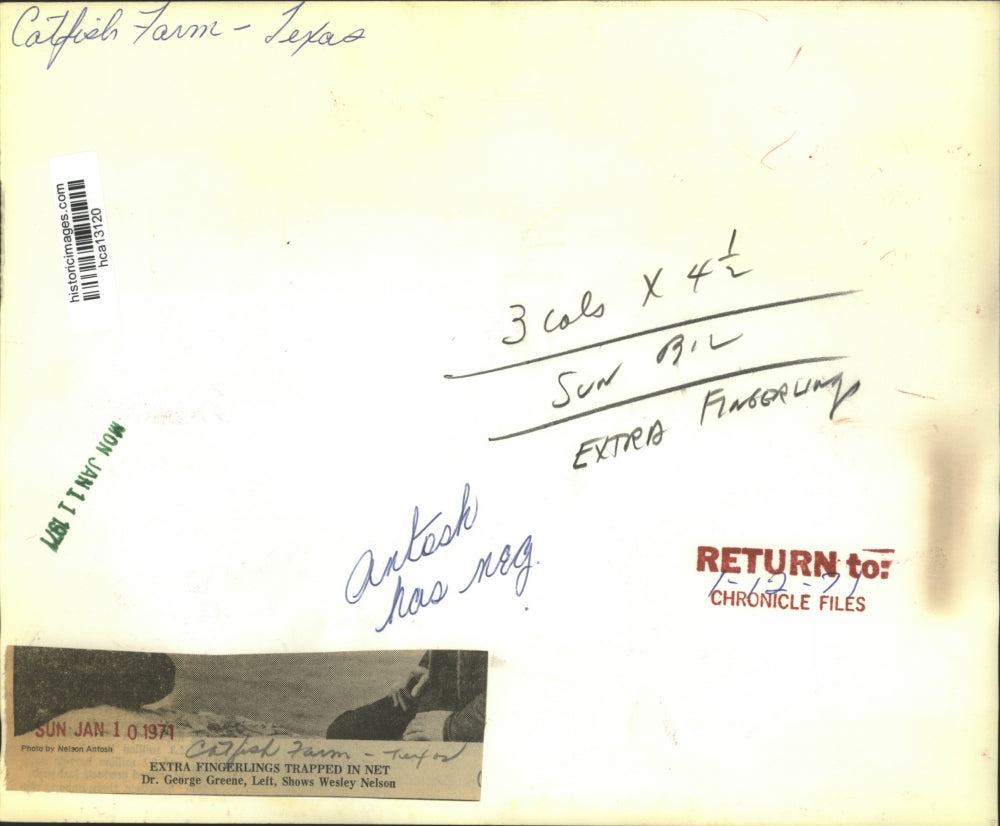 Catfish Farm - Texas
historicimages.com
hca13120
3 cols X 4 1/2
SUN
EXTRA FINGERLINGS
MON JAN 11 1971
Antosh
has neg.
RETURN to:
1-12-71
CHRONICLE FILES
SUN JAN 10 1971
Photo by Nelson Antosh
Catfish Farm - Texas
EXTRA FINGERLINGS TRAPPED IN NET
Dr. George Greene, Left, Shows Wesley Nelson